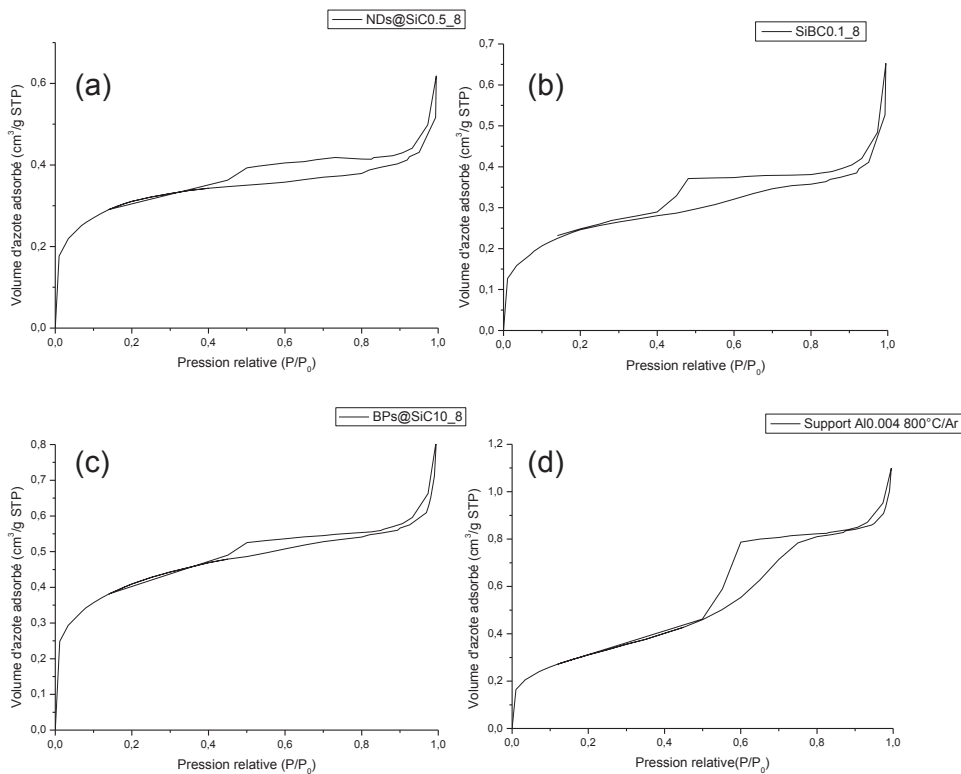 NDs@SiC0.5_8
(a)
Volume d'azote adsorbé (cm³/g STP)
0,6
0,4
0,2
0,0
0,0 0,2 0,4 0,6 0,8 1,0
Pression relative (P/P₀)
SiBC0.1_8
(b)
Volume d'azote adsorbé (cm³/g STP)
0,7
0,6
0,5
0,4
0,3
0,2
0,1
0,0
0,0 0,2 0,4 0,6 0,8 1,0
Pression relative (P/P₀)
BPs@SiC10_8
(c)
Volume d'azote adsorbé (cm³/g STP)
0,8
0,7
0,6
0,5
0,4
0,3
0,2
0,1
0,0
0,0 0,2 0,4 0,6 0,8 1,0
Pression relative (P/P₀)
Support Al0.004 800°C/Ar
(d)
Volume d'azote adsorbé (cm³/g STP)
1,2
1,0
0,8
0,6
0,4
0,2
0,0
0,0 0,2 0,4 0,6 0,8 1,0
Pression relative(P/P₀)